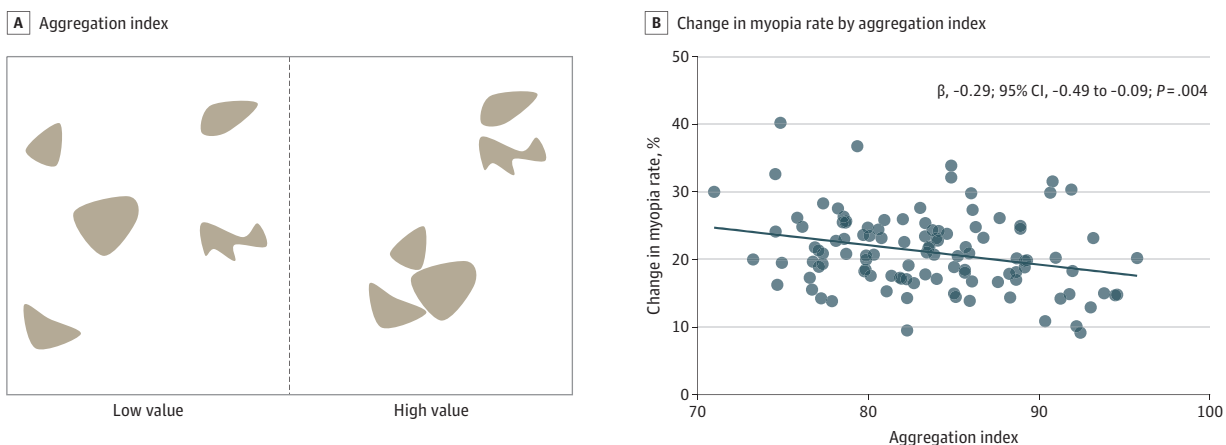 A Aggregation index
Low value
High value
B Change in myopia rate by aggregation index
β, -0.29; 95% CI, -0.49 to -0.09; P = .004
Change in myopia rate, %
50
40
30
20
10
0
70
80
90
100
Aggregation index